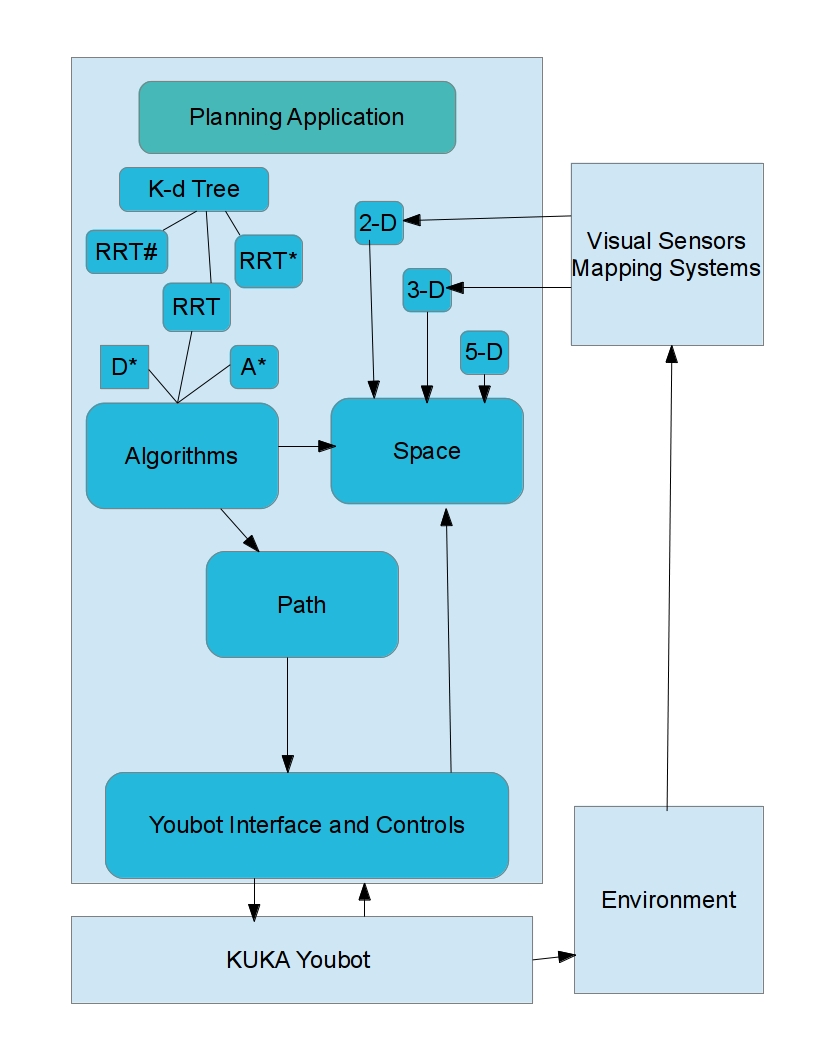 Planning Application
K-d Tree
RRT#
RRT*
RRT
D*
A*
2-D
3-D
5-D
Visual Sensors
Mapping Systems
Algorithms
Space
Path
Youbot Interface and Controls
KUKA Youbot
Environment